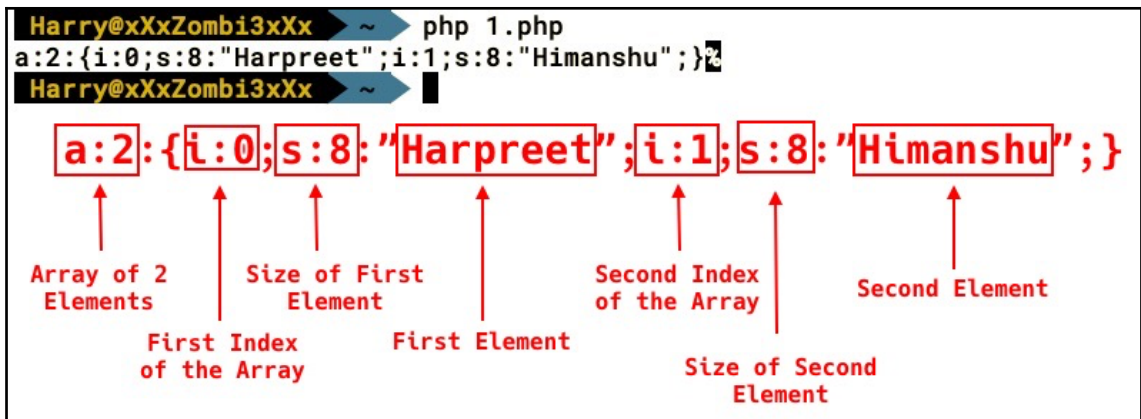 Harry@xXxZombi3xXx ~ php 1.php
a:2:{i:0;s:8:"Harpreet";i:1;s:8:"Himanshu";}%
Harry@xXxZombi3xXx ~
a:2:{i:0;s:8:”Harpreet”;i:1;s:8:”Himanshu”;}
Array of 2
Elements
Size of First
Element
Second Index
of the Array
Second Element
First Index
of the Array
First Element
Size of Second
Element